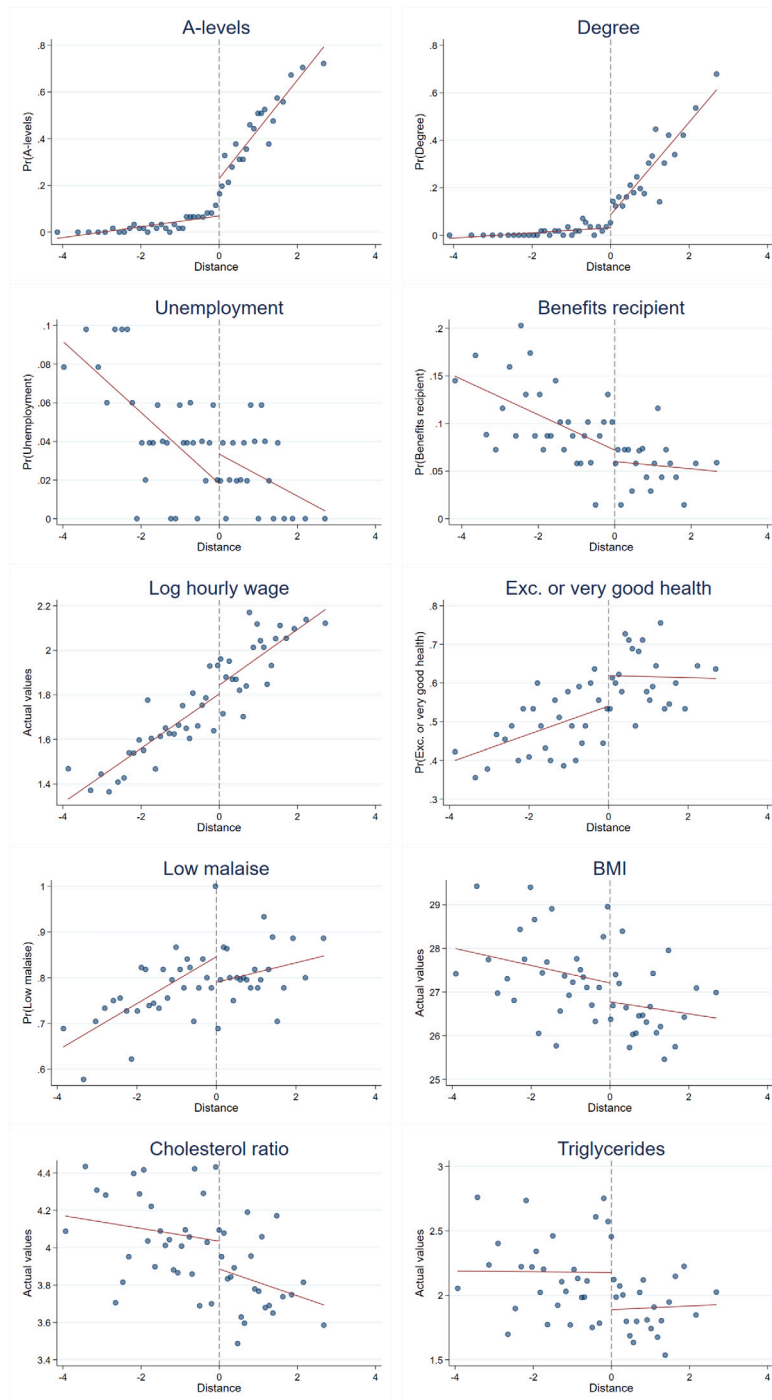 A-levels
Pr(A-levels)
.8
.6
.4
.2
0
-4 -2 0 2 4
Distance
Degree
Pr(Degree)
.8
.6
.4
.2
0
-4 -2 0 2 4
Distance
Unemployment
Pr(Unemployment)
.1
.08
.06
.04
.02
0
-4 -2 0 2 4
Distance
Benefits recipient
Pr(Benefits recipient)
.2
.15
.1
.05
0
-4 -2 0 2 4
Distance
Log hourly wage
Actual values
2.2
2
1.8
1.6
1.4
-4 -2 0 2 4
Distance
Exc. or very good health
Pr(Exc. or very good health)
.8
.7
.6
.5
.4
.3
-4 -2 0 2 4
Distance
Low malaise
Pr(Low malaise)
1
.9
.8
.7
.6
-4 -2 0 2 4
Distance
BMI
Actual values
29
28
27
26
25
-4 -2 0 2 4
Distance
Cholesterol ratio
Actual values
4.4
4.2
4
3.8
3.6
3.4
-4 -2 0 2 4
Distance
Triglycerides
Actual values
3
2.5
2
1.5
-4 -2 0 2 4
Distance